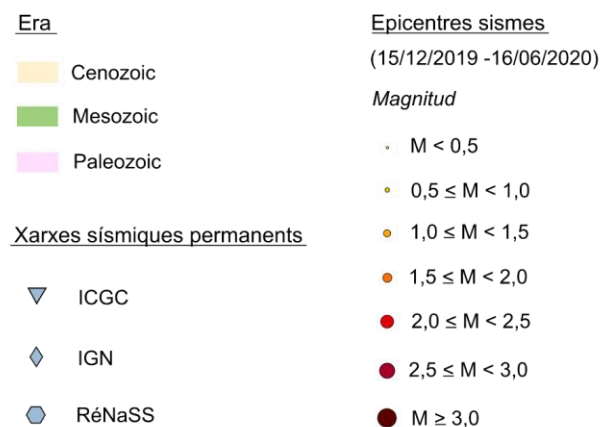 Era
Cenozoic
Mesozoic
Paleozoic
Xarxes sísmiques permanents
ICGC
IGN
RéNaSS
Epicentres sismes
(15/12/2019 -16/06/2020)
Magnitud
M < 0,5
0,5 ≤ M < 1,0
1,0 ≤ M < 1,5
1,5 ≤ M < 2,0
2,0 ≤ M < 2,5
2,5 ≤ M < 3,0
M ≥ 3,0